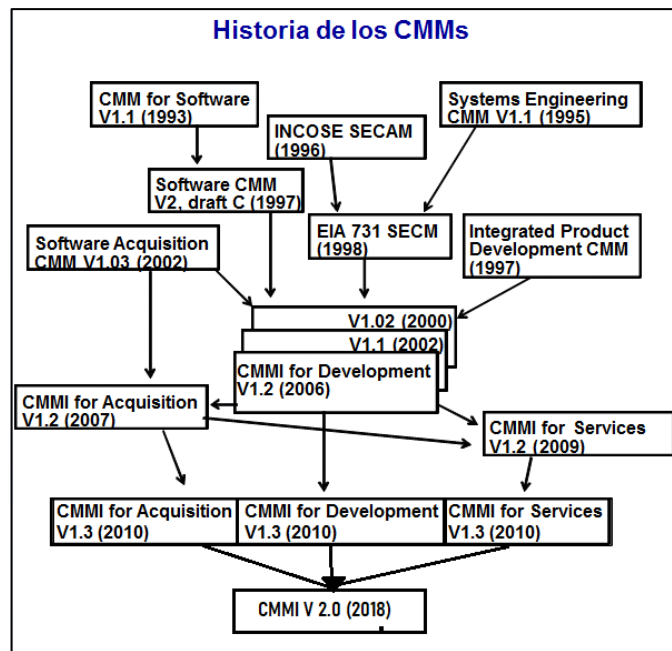 Historia de los CMMs
CMM for Software
V1.1 (1993)
Systems Engineering
CMM V1.1 (1995)
INCOSE SECAM
(1996)
Software CMM
V2, draft C (1997)
EIA 731 SECM
(1998)
Integrated Product
Development CMM
(1997)
Software Acquisition
CMM V1.03 (2002)
V1.02 (2000)
V1.1 (2002)
CMMI for Development
V1.2 (2006)
CMMI for Acquisition
V1.2 (2007)
CMMI for Services
V1.2 (2009)
CMMI for Acquisition
V1.3 (2010)
CMMI for Development
V1.3 (2010)
CMMI for Services
V1.3 (2010)
CMMI V 2.0 (2018)